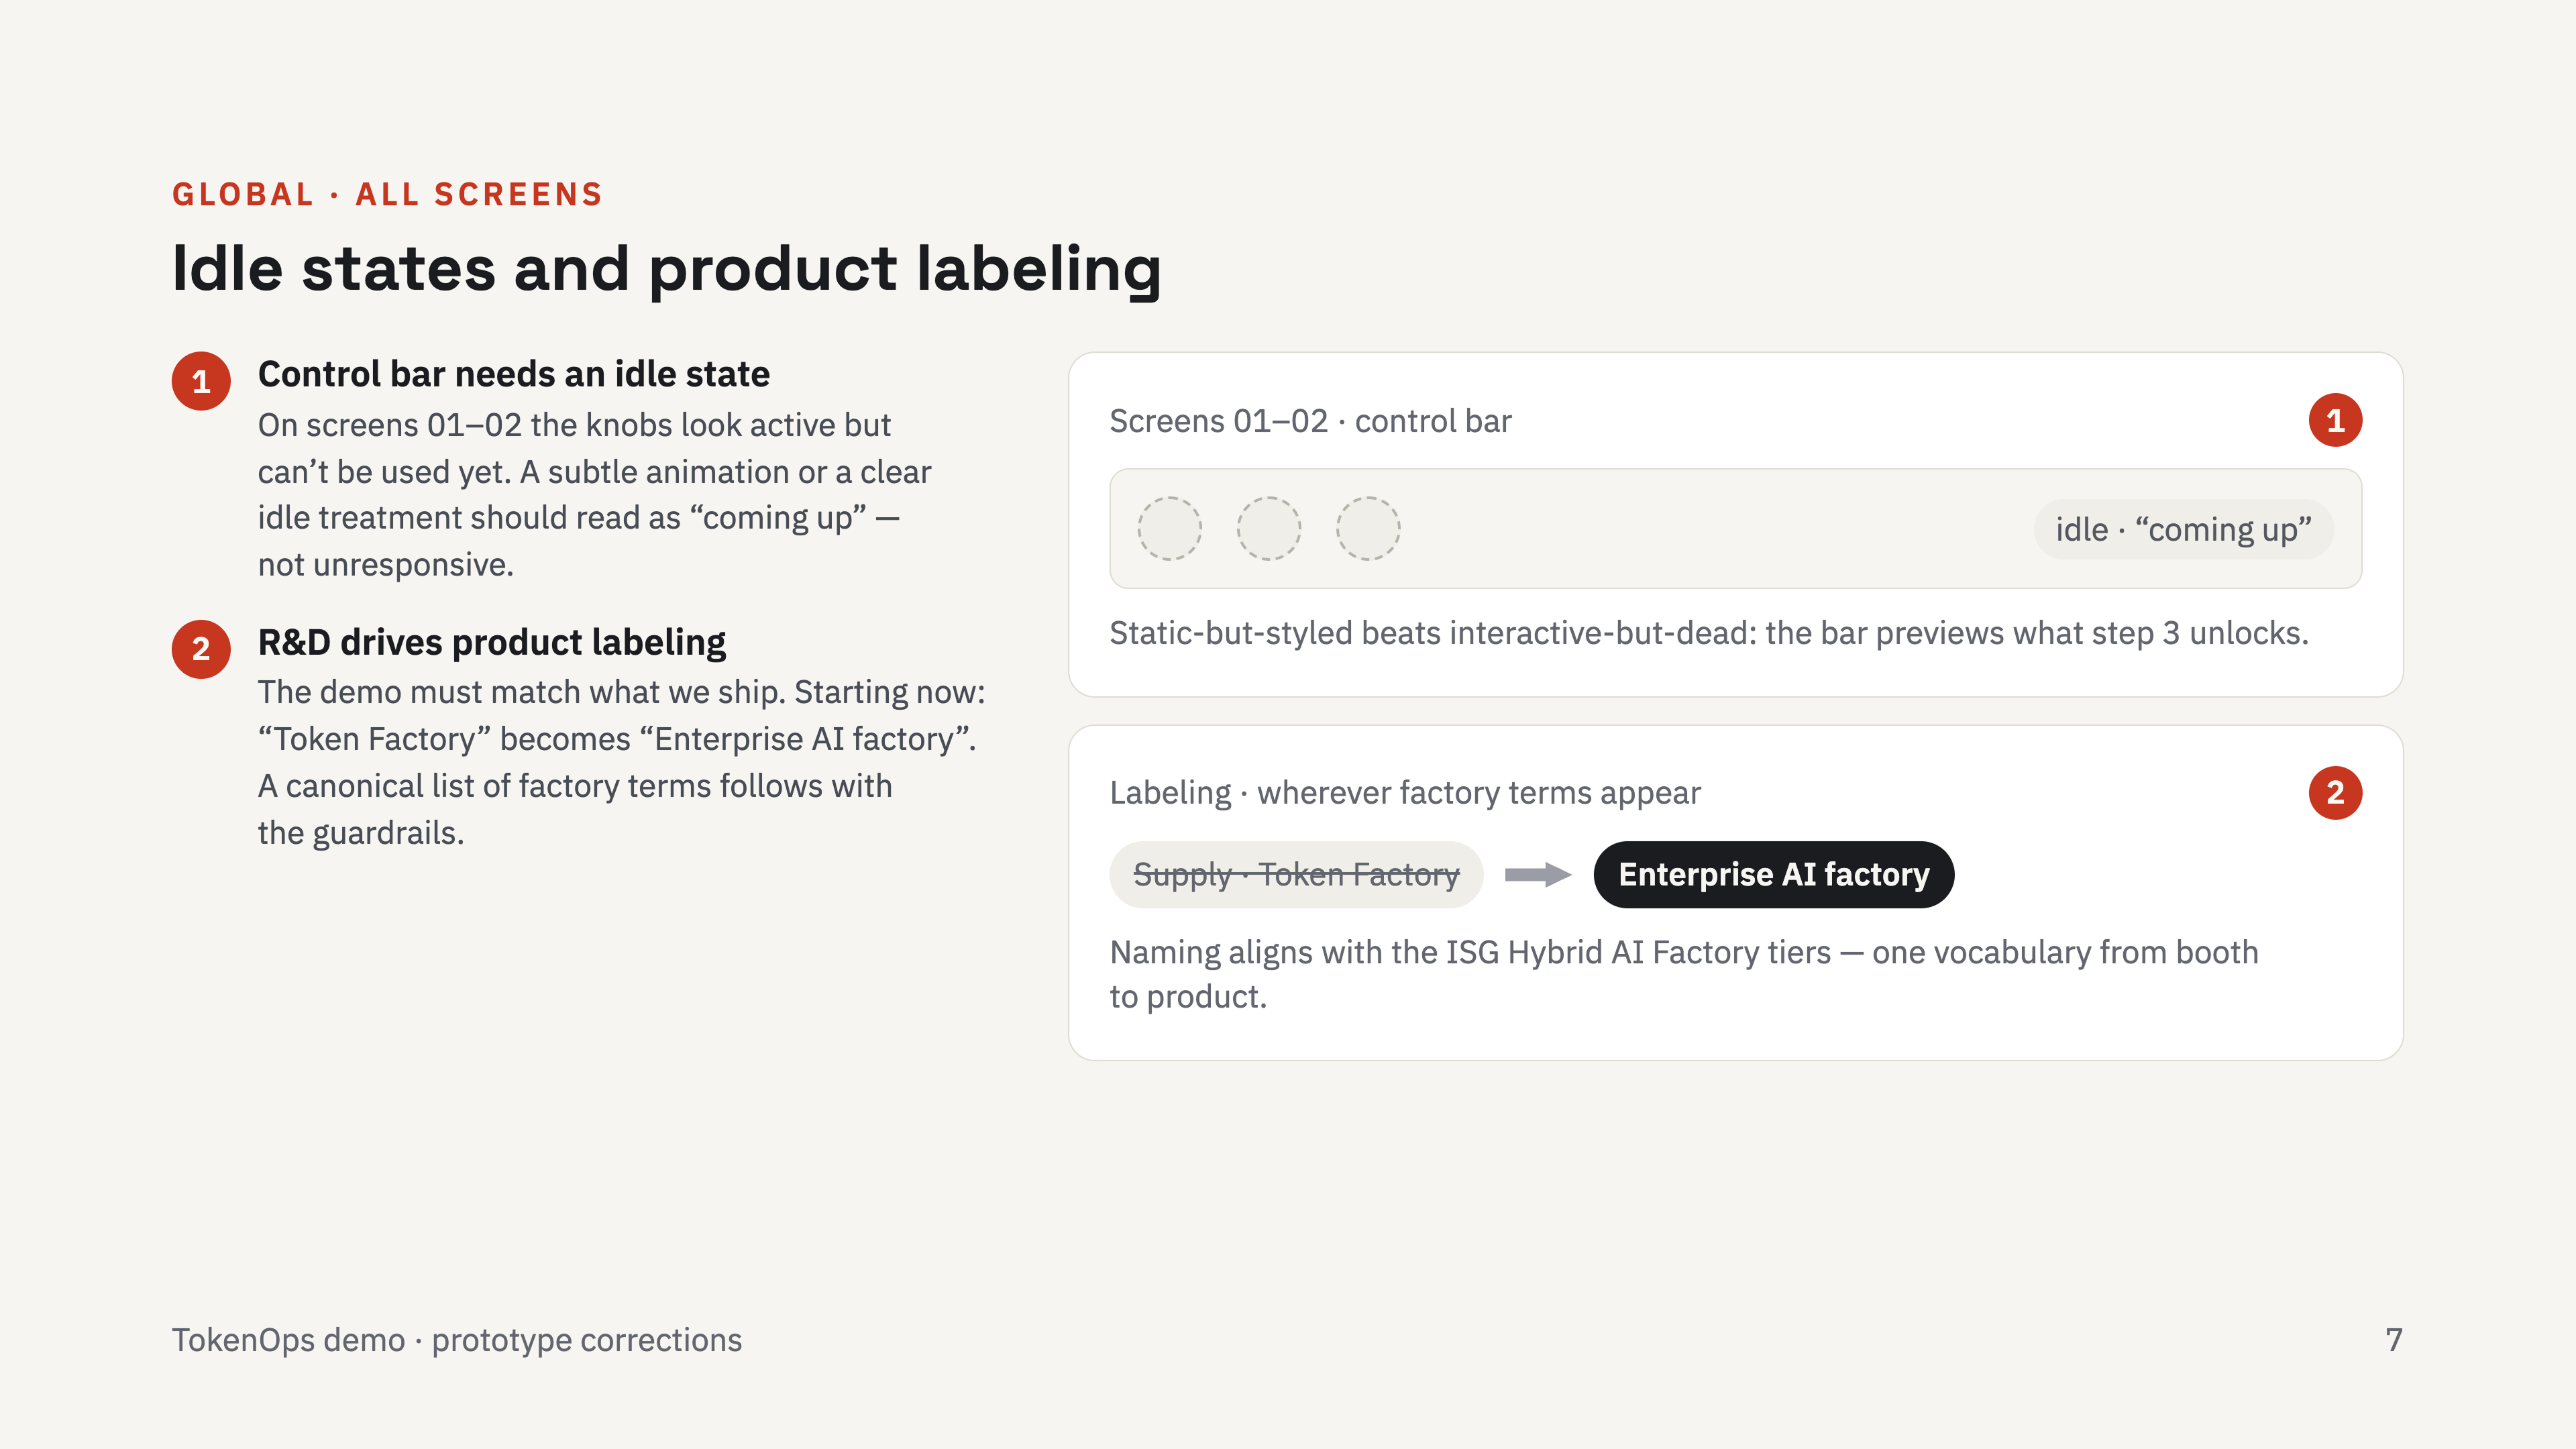 GLOBAL · ALL SCREENS
Idle states and product labeling
1
Control bar needs an idle state
On screens 01–02 the knobs look active but
can’t be used yet. A subtle animation or a clear
idle treatment should read as “coming up” —
not unresponsive.
2
R&D drives product labeling
The demo must match what we ship. Starting now:
“Token Factory” becomes “Enterprise AI factory”.
A canonical list of factory terms follows with
the guardrails.
Screens 01–02 · control bar
1
idle · “coming up”
Static-but-styled beats interactive-but-dead: the bar previews what step 3 unlocks.
Labeling · wherever factory terms appear
2
Supply · Token Factory
Enterprise AI factory
Naming aligns with the ISG Hybrid AI Factory tiers — one vocabulary from booth
to product.
TokenOps demo · prototype corrections
7